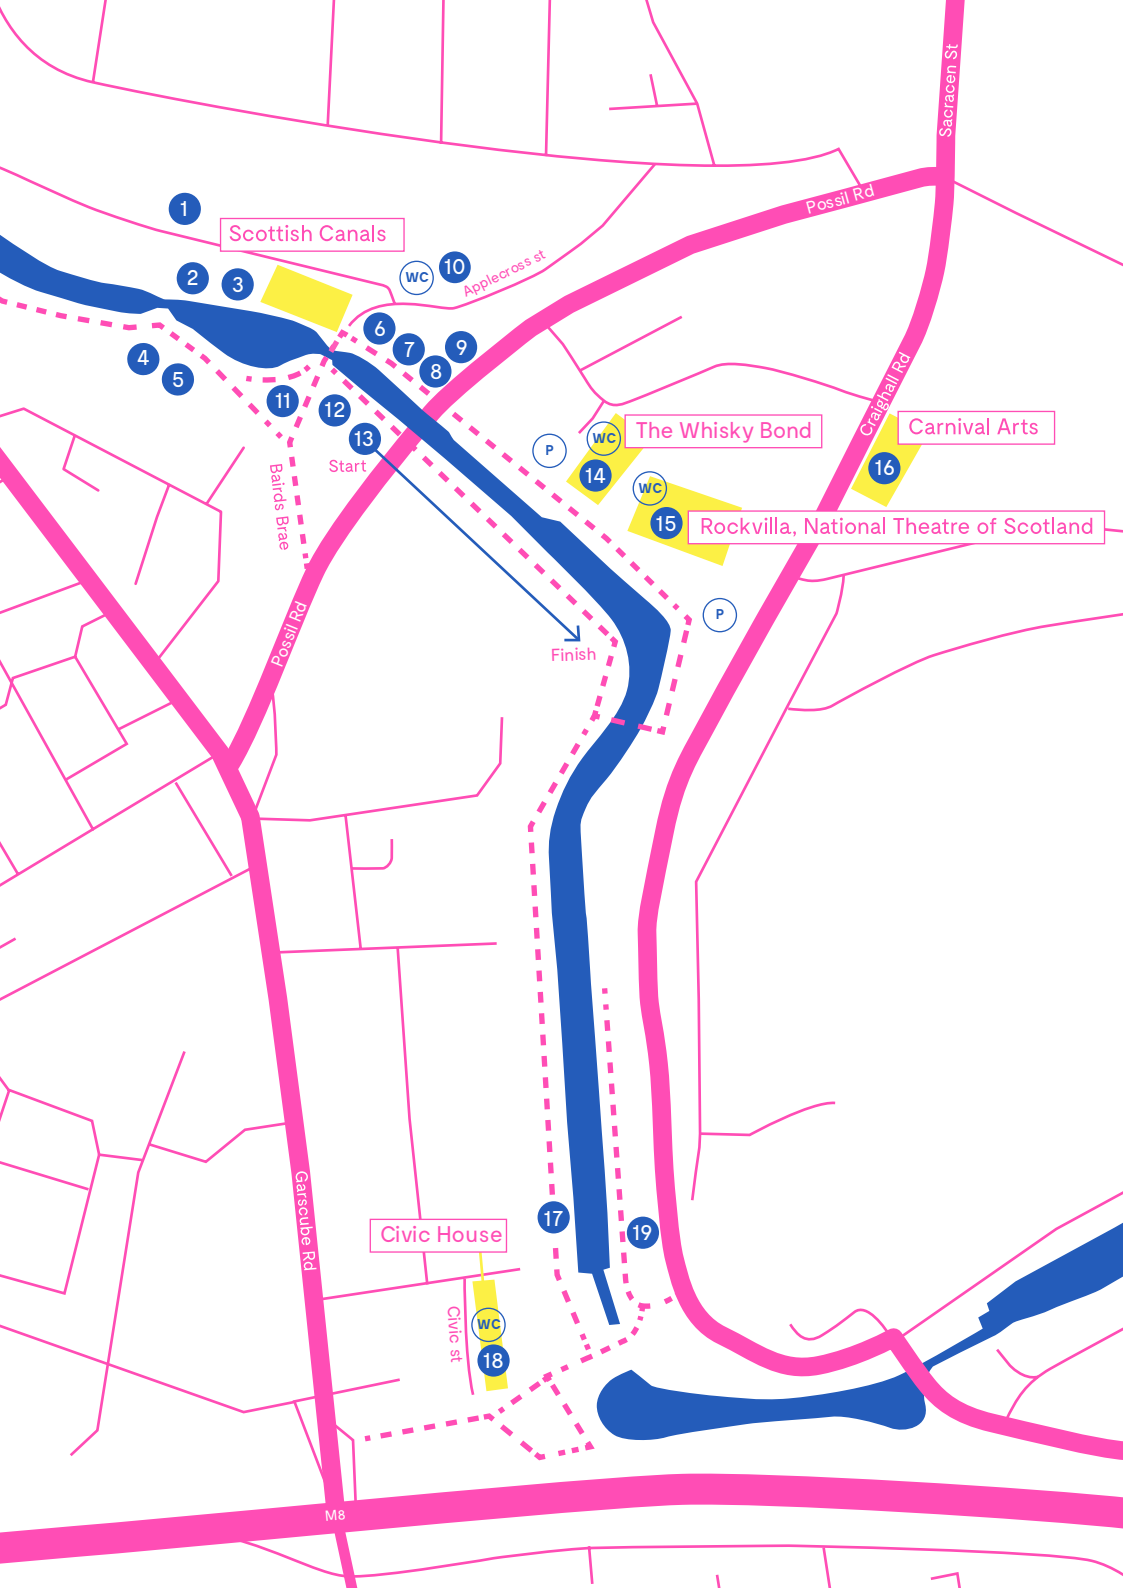 Sacracen St
Possil Rd
1
Scottish Canals
WC
10
Applecross st
2
3
6
7
9
8
4
5
11
12
13
Start
Craighall Rd
Carnival Arts
The Whisky Bond
WC
P
14
16
WC
15
Rockvilla, National Theatre of Scotland
Bairds Brae
Possil Rd
P
Finish
Garscube Rd
17
19
Civic House
Civic st
WC
18
M8